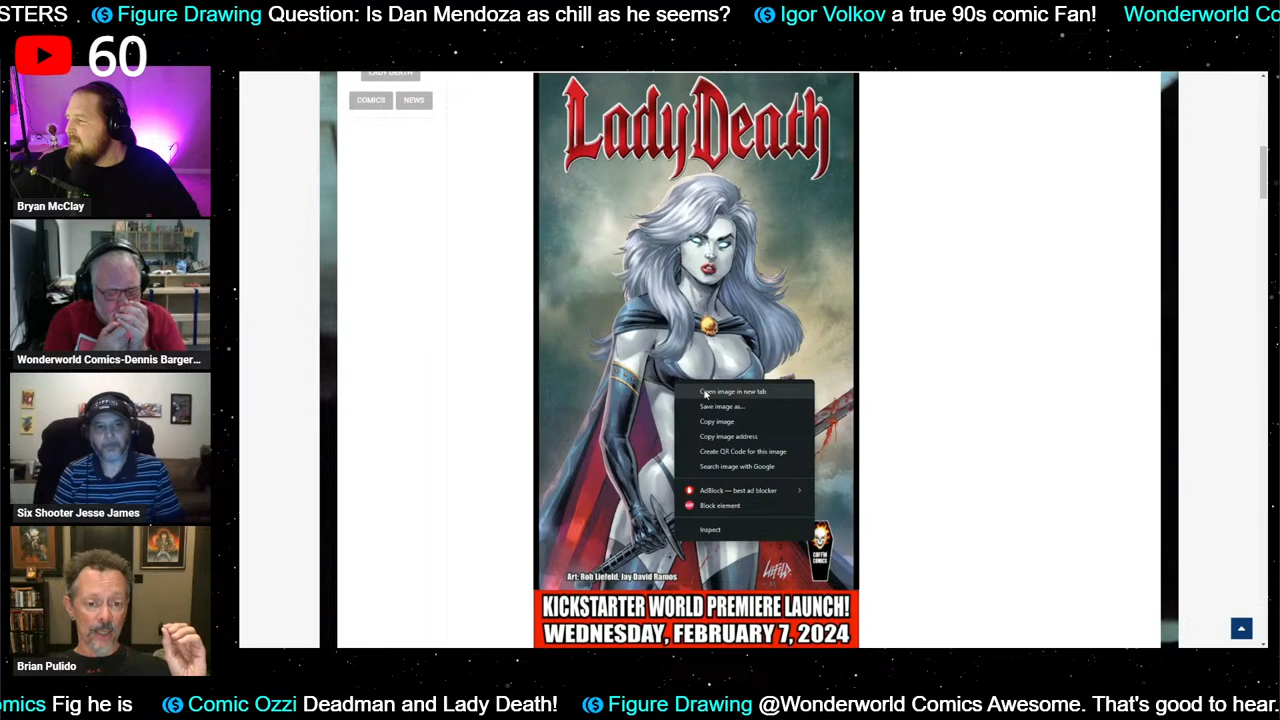 STERS Figure Drawing Question: Is Dan Mendoza as chill as he seems? Igor Volkov a true 90s comic Fan! Wonderworld Co
60
Bryan McClay
Wonderworld Comics-Dennis Barger...
Six Shooter Jesse James
Brian Pulido
LADY DEATH
COMICS NEWS
Lady Death
Open image in new tab
Save image as...
Copy image
Copy image address
Create QR Code for this image
Search image with Google
AdBlock — best ad blocker
Block element
Inspect
COFFIN
COMICS
Art: Rob Liefeld, Jay David Ramos
LIEFELD
KICKSTARTER WORLD PREMIERE LAUNCH!
WEDNESDAY, FEBRUARY 7, 2024
omics Fig he is Comic Ozzi Deadman and Lady Death! Figure Drawing @Wonderworld Comics Awesome. That's good to hear.